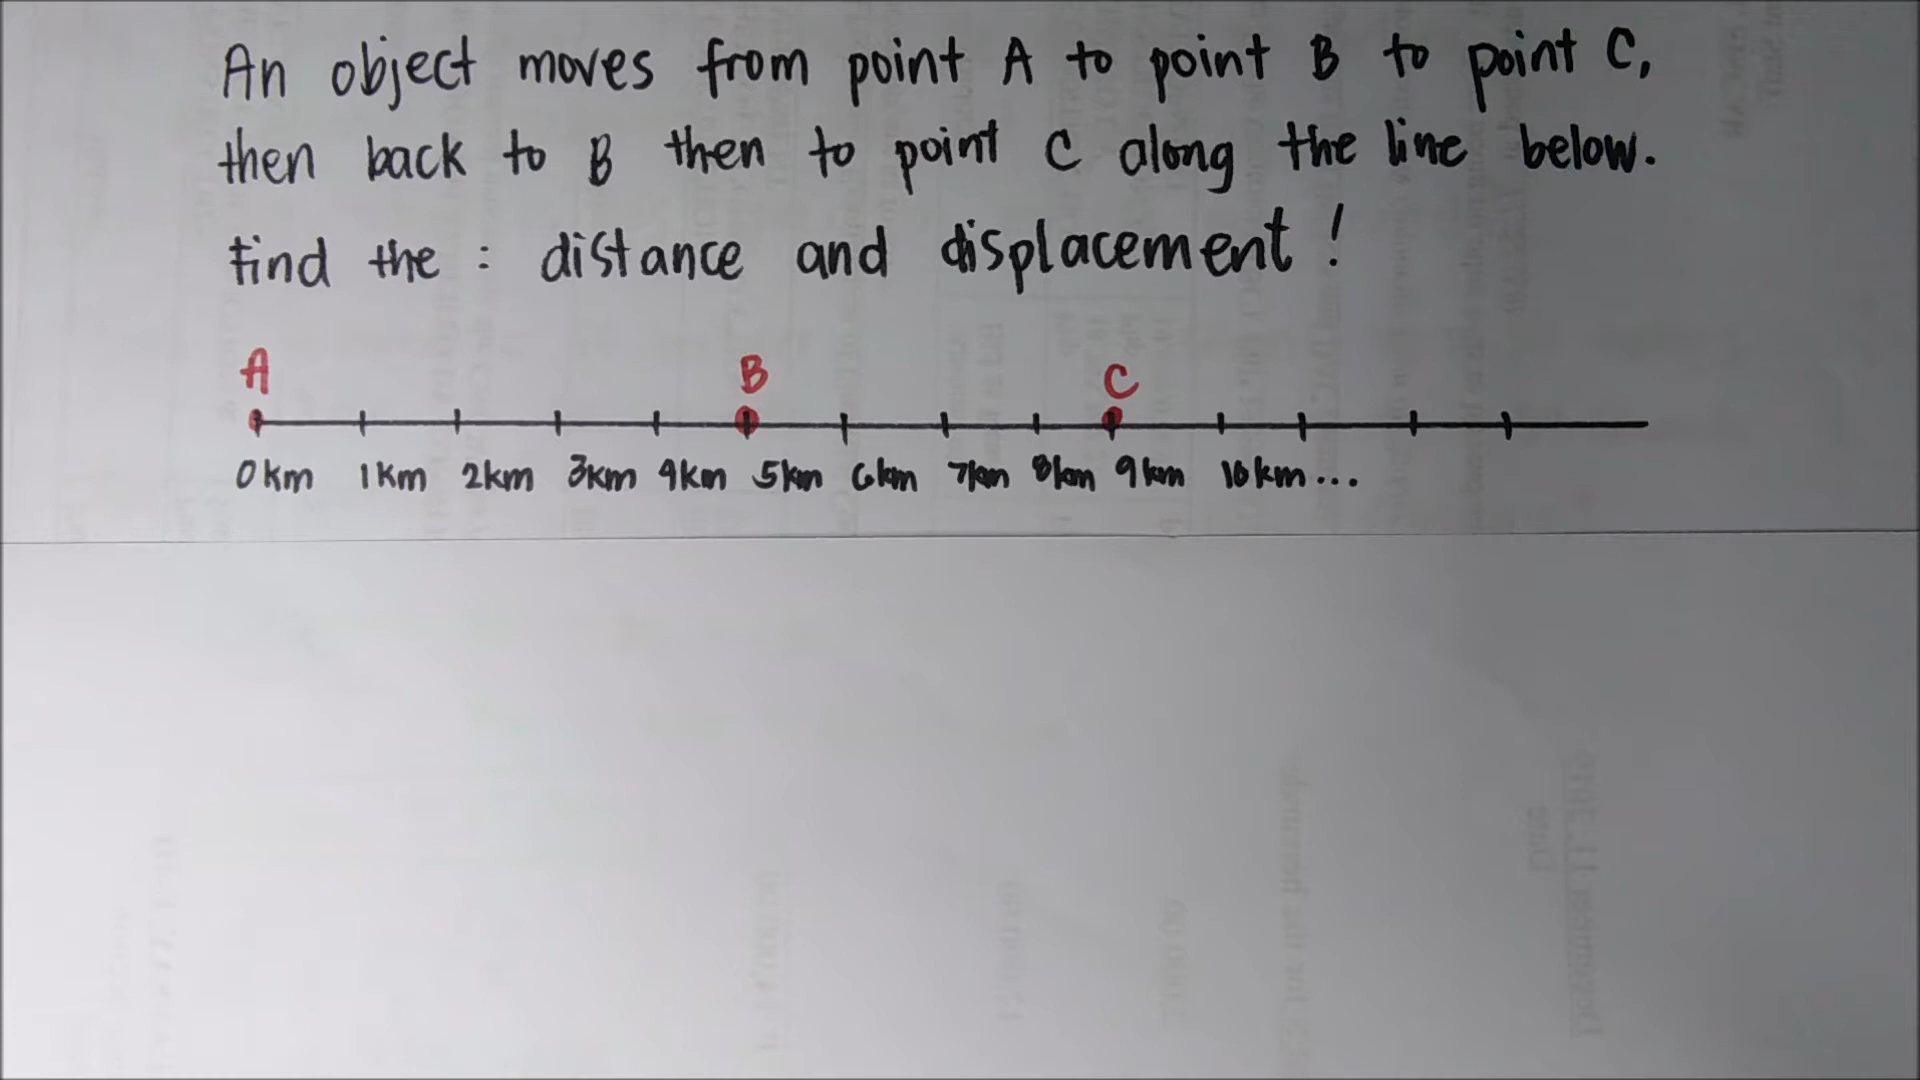 An object moves from point A to point B to point C,
then back to B then to point C along the line below.
find the : distance and displacement !
A B C
0km 1km 2km 3km 4km 5km 6km 7km 8km 9km 10km...